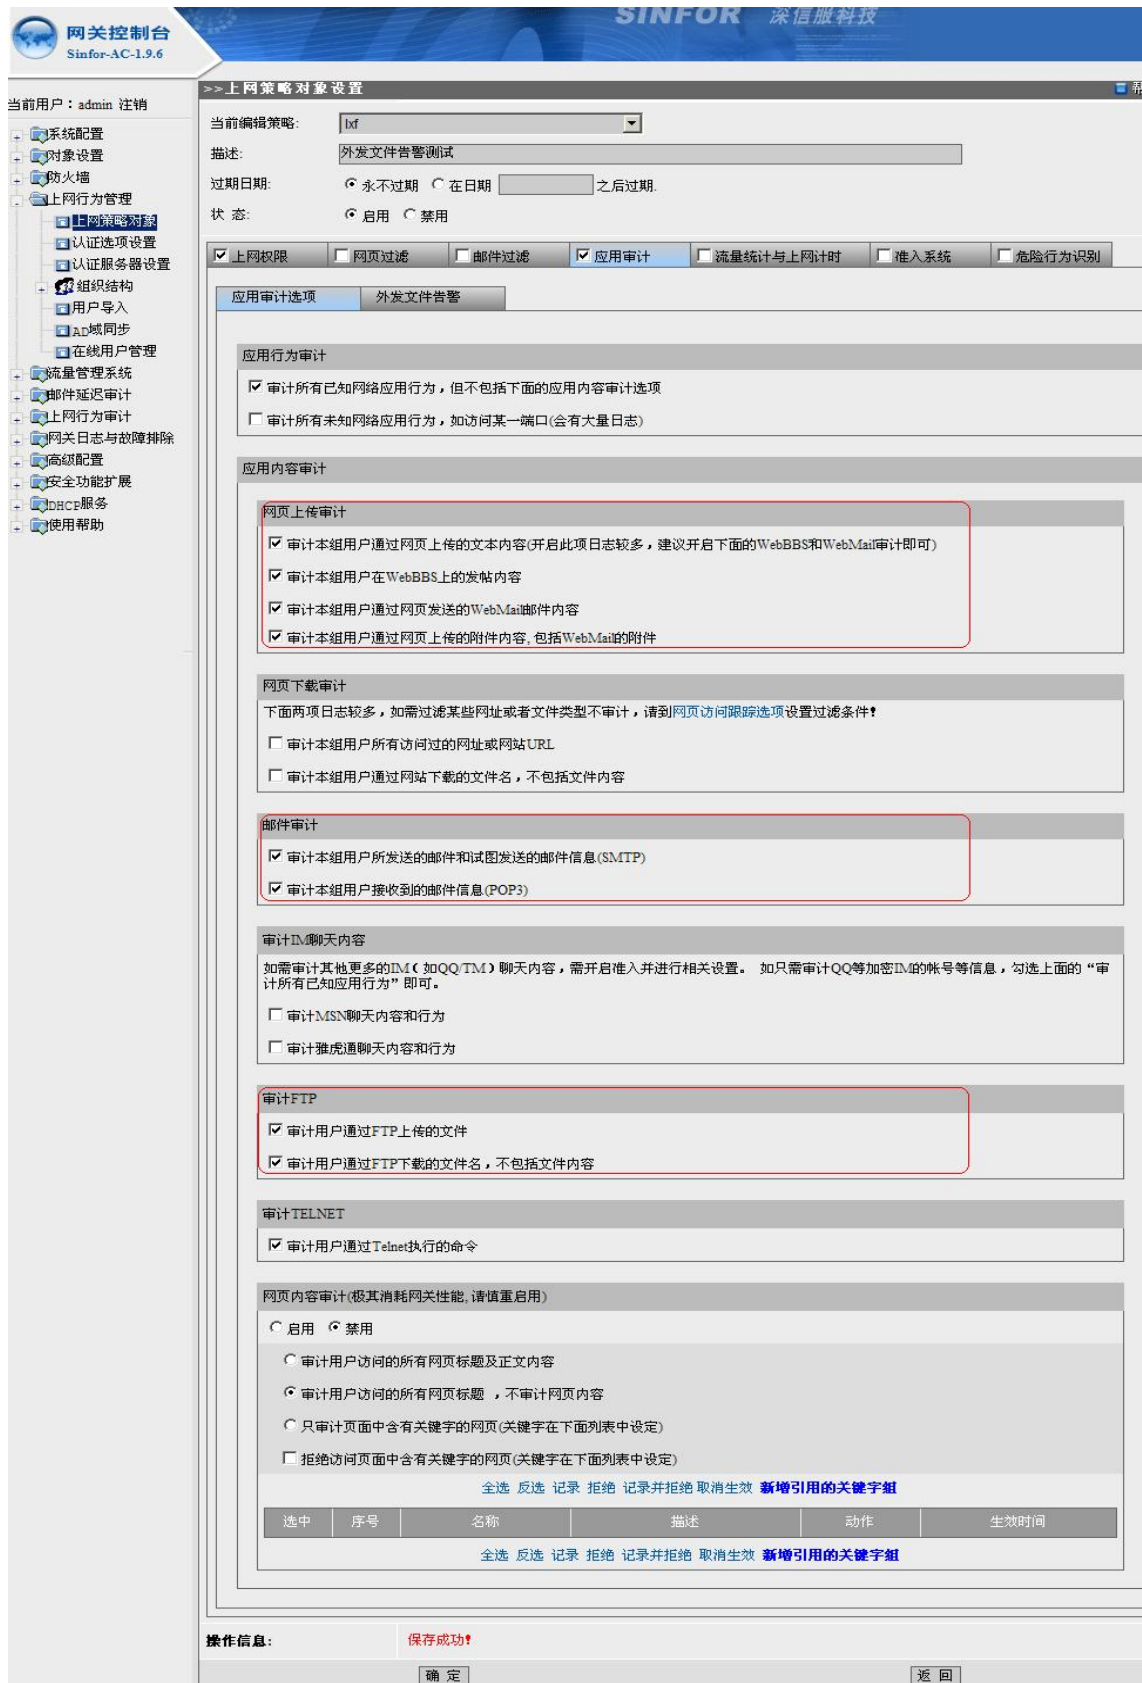 SINFOR 深信服科技
网关控制台
Sinfor-AC-1.9.6
当前用户：admin 注销
系统配置
对象设置
防火墙
上网行为管理
上网策略对象
认证选项设置
认证服务器设置
组织结构
用户导入
AD域同步
在线用户管理
流量管理系统
邮件延迟审计
上网行为审计
网关日志与故障排除
高级配置
安全功能扩展
DHCP服务
使用帮助
>>上网策略对象设置
当前编辑策略: lxf
描述: 外发文件告警测试
过期日期: 永不过期 在日期 之后过期.
状 态: 启用 禁用
上网权限 网页过滤 邮件过滤 应用审计 流量统计与上网计时 准入系统 危险行为识别
应用审计选项 外发文件告警
应用行为审计
审计所有已知网络应用行为，但不包括下面的应用内容审计选项
审计所有未知网络应用行为，如访问某一端口(会有大量日志)
应用内容审计
网页上传审计
审计本组用户通过网页上传的文本内容(开启此项日志较多，建议开启下面的WebBBS和WebMail审计即可)
审计本组用户在WebBBS上的发帖内容
审计本组用户通过网页发送的WebMail邮件内容
审计本组用户通过网页上传的附件内容,包括WebMail的附件
网页下载审计
下面两项日志较多，如需过滤某些网址或者文件类型不审计，请到网页访问跟踪选项设置过滤条件！
审计本组用户所有访问过的网址或网站URL
审计本组用户通过网站下载的文件名，不包括文件内容
邮件审计
审计本组用户所发送的邮件和试图发送的邮件信息(SMTP)
审计本组用户接收到的邮件信息(POP3)
审计IM聊天内容
如需审计其他更多的IM（如QQ/TM）聊天内容，需开启准入并进行相关设置。 如只需审计QQ等加密IM的帐号等信息，勾选上面的“审
计所有已知应用行为”即可。
审计MSN聊天内容和行为
审计雅虎通聊天内容和行为
审计FTP
审计用户通过FTP上传的文件
审计用户通过FTP下载的文件名，不包括文件内容
审计TELNET
审计用户通过Telnet执行的命令
网页内容审计(极其消耗网关性能,请慎重启用)
启用 禁用
审计用户访问的所有网页标题及正文内容
审计用户访问的所有网页标题 ，不审计网页内容
只审计页面中含有关键字的网页(关键字在下面列表中设定)
拒绝访问页面中含有关键字的网页(关键字在下面列表中设定)
全选 反选 记录 拒绝 记录并拒绝 取消生效 新增引用的关键字组
选中 序号 名称 描述 动作 生效时间
全选 反选 记录 拒绝 记录并拒绝 取消生效 新增引用的关键字组
操作信息: 保存成功！
确 定 返 回